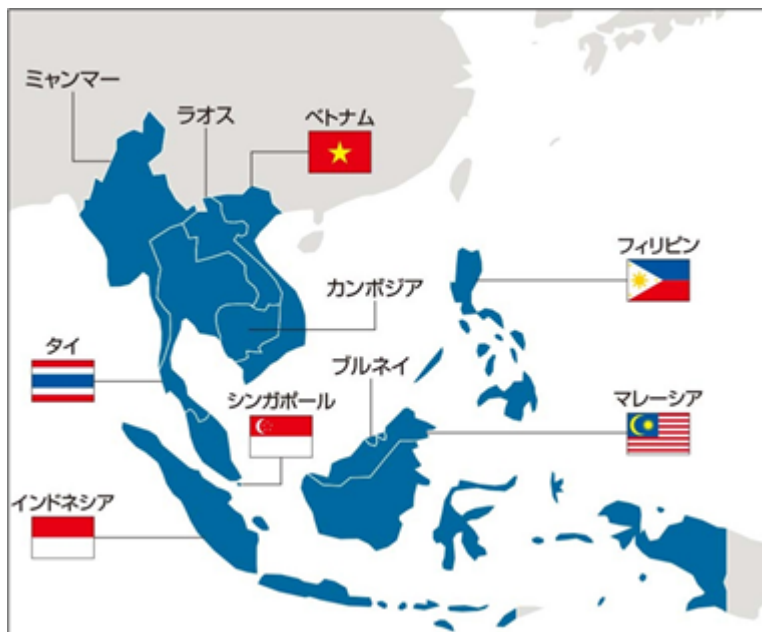 ミャンマー
ラオス
ベトナム
フィリピン
カンボジア
タイ
ブルネイ
シンガポール
マレーシア
インドネシア